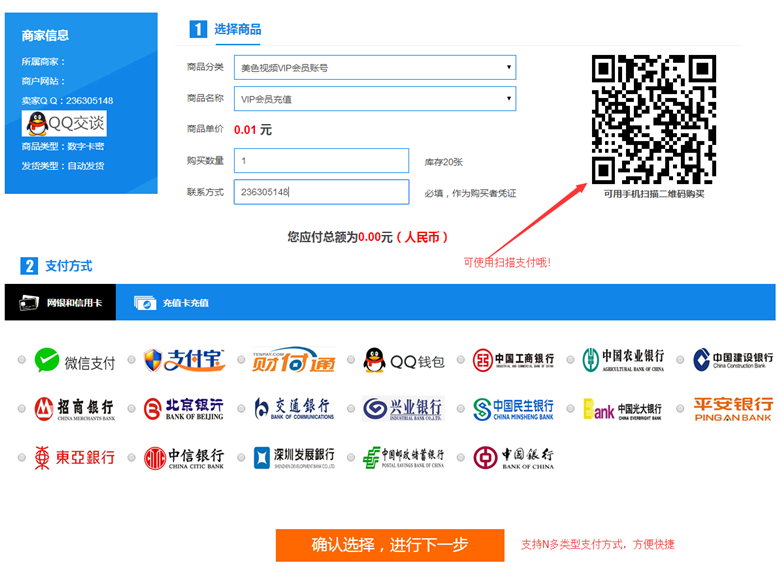 商家信息
所属商家：
商户网站：
卖家QQ：236305148
QQ交谈
商品类型：数字卡密
发货类型：自动发货
1 选择商品
商品分类 美色视频VIP会员账号
商品名称 VIP会员充值
商品单价 0.01 元
购买数量 1 库存20张
联系方式 236305148 必填，作为购买者凭证
可用手机扫描二维码购买
您应付总额为0.00元（人民币）
可使用扫描支付哦!
2 支付方式
网银和信用卡 充值卡充值
微信支付 支付宝 TENPAY.COM 财付通 QQ钱包 中国工商银行 INDUSTRIAL AND COMMERCIAL BANK OF CHINA 中国农业银行 AGRICULTURAL BANK OF CHINA 中国建设银行 China Construction Bank
招商银行 CHINA MERCHANTS BANK 北京银行 BANK OF BEIJING 交通银行 BANK OF COMMUNICATIONS 兴业银行 INDUSTRIAL BANK CO.,LTD. 中国民生银行 CHINA MINSHENG BANK Bank 中国光大银行 CHINA EVERBRIGHT BANK 平安银行 PINGAN BANK
東亞銀行 中信银行 CHINA CITIC BANK 深圳发展银行 SHENZHEN DEVELOPMENT BANK CO., LTD. 中国邮政储蓄银行 POSTAL SAVINGS BANK OF CHINA 中国银行 BANK OF CHINA
确认选择，进行下一步
支持N多类型支付方式，方便快捷